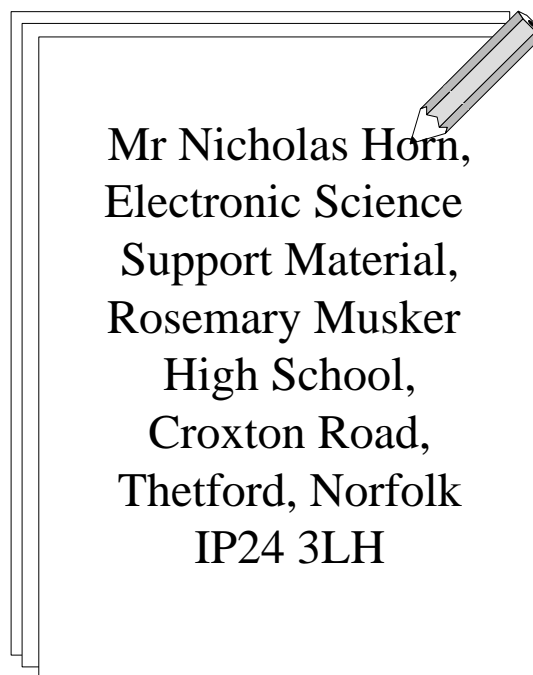 Mr Nicholas Horn,
Electronic Science
Support Material,
Rosemary Musker
High School,
Croxton Road,
Thetford, Norfolk
IP24 3LH